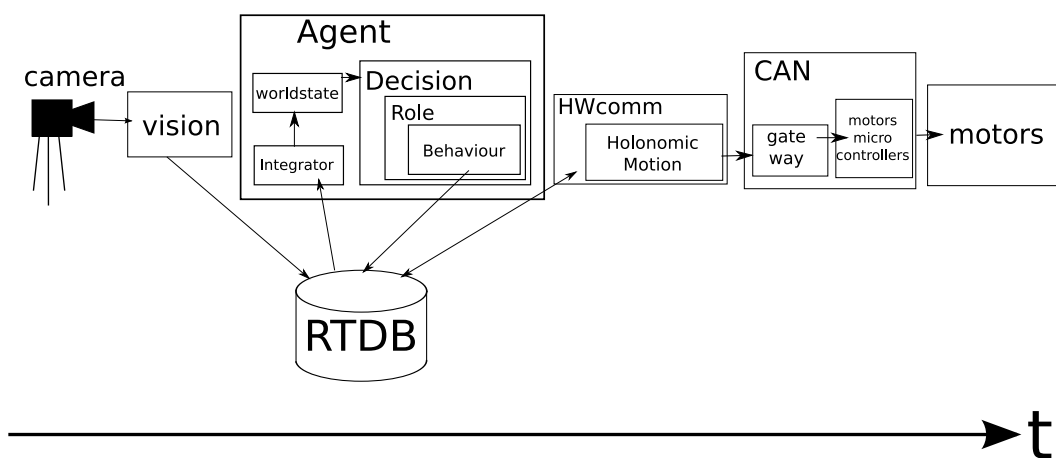 camera
vision
Agent
worldstate
Integrator
Decision
Role
Behaviour
HWcomm
Holonomic
Motion
CAN
gate
way
motors
micro
controllers
motors
RTDB
t